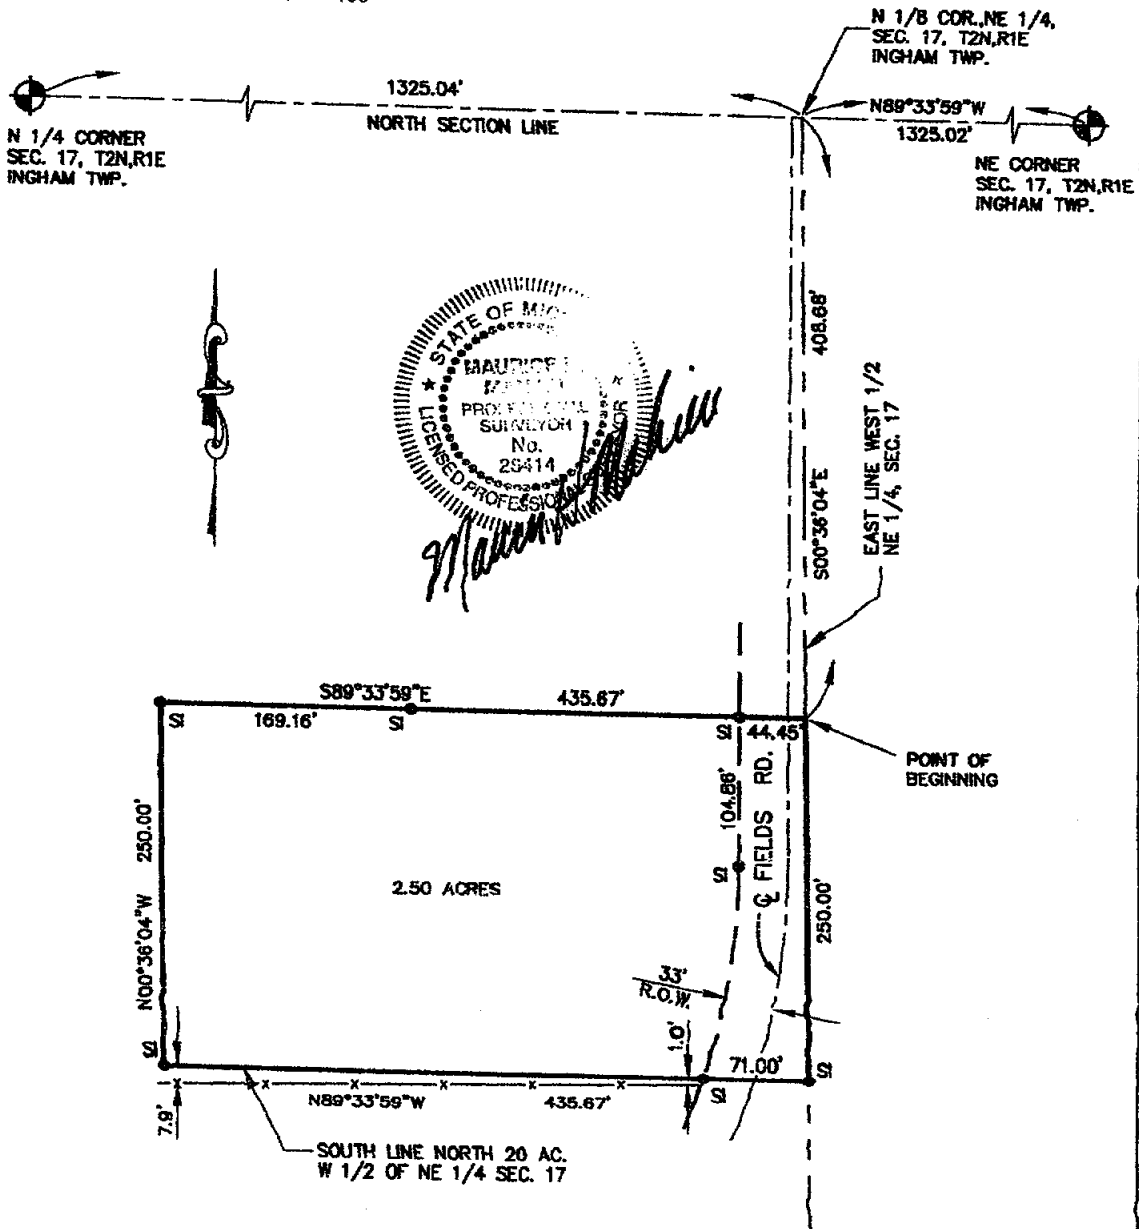 N 1/8 COR.,NE 1/4,
SEC. 17, T2N,R1E
INGHAM TWP.
1325.04'
NORTH SECTION LINE
N89°33'59"W
1325.02'
N 1/4 CORNER
SEC. 17, T2N,R1E
INGHAM TWP.
NE CORNER
SEC. 17, T2N,R1E
INGHAM TWP.
STATE OF
LICENSED PROFESSIONAL
MAURICE
SURVEYOR
No.
408.68'
S00°36'04"E
EAST LINE WEST 1/2
NE 1/4, SEC. 17
S89°33'59"E
435.67'
SI
169.16'
SI
SI
44.45'
POINT OF
BEGINNING
104.86'
SI
℄ FIELDS RD.
250.00'
N00°36'04"W
250.00'
2.50 ACRES
33'
R.O.W.
1.0'
71.00'
SI
SI
SI
N89°33'59"W
435.67'
7.9'
SOUTH LINE NORTH 20 AC.
W 1/2 OF NE 1/4 SEC. 17